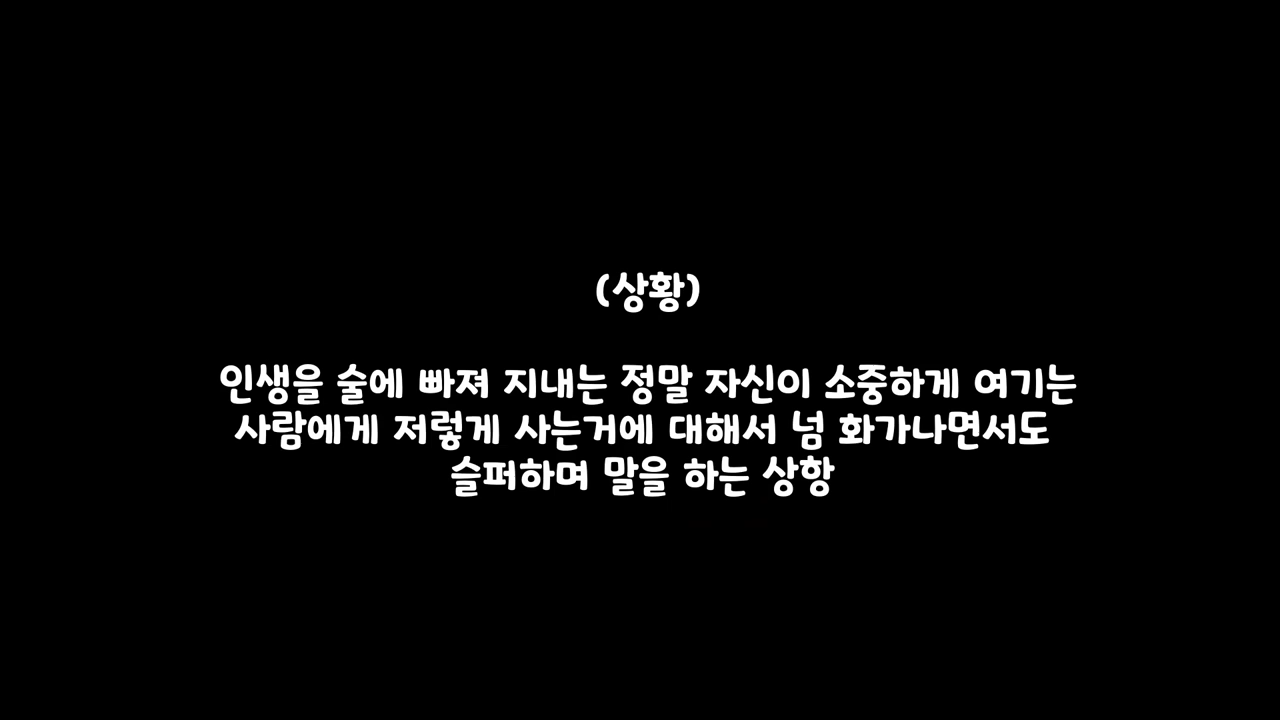 (상황)
인생을 술에 빠져 지내는 정말 자신이 소중하게 여기는
사람에게 저렇게 사는거에 대해서 넘 화가나면서도
슬퍼하며 말을 하는 상항